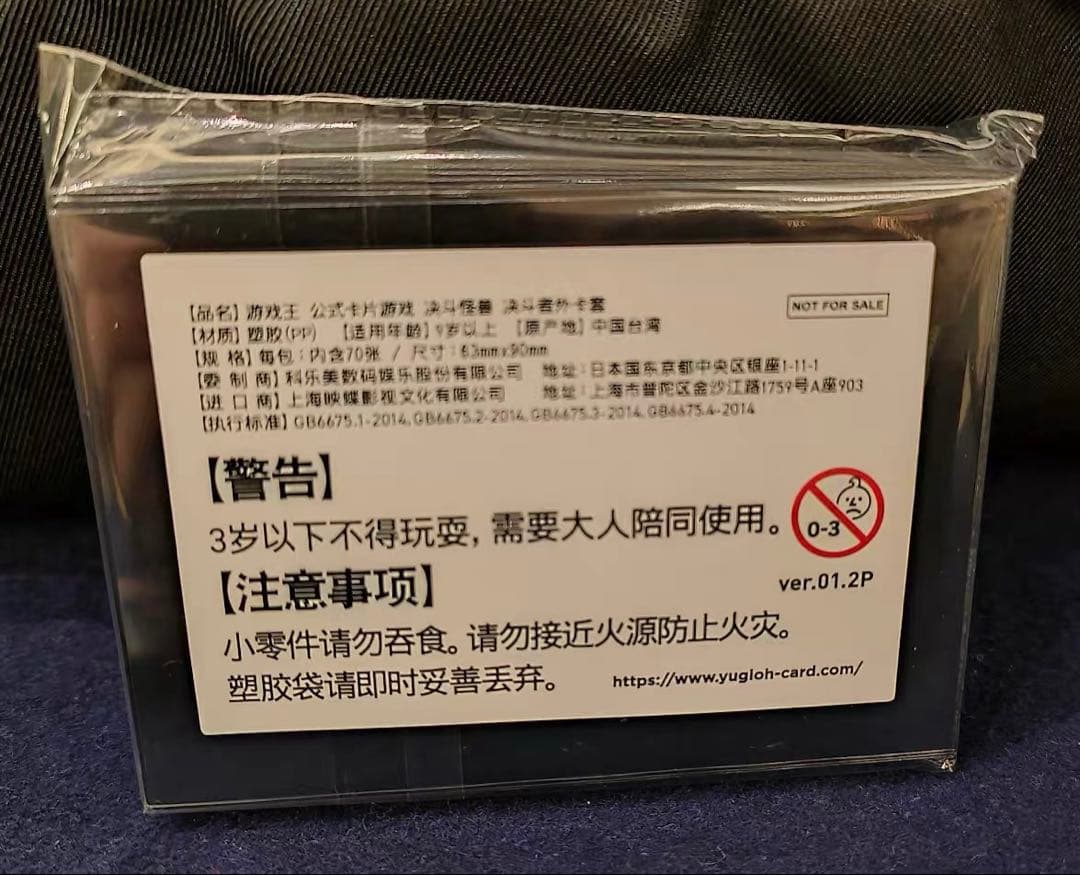 【品名】游戏王 公式卡片游戏 决斗怪兽 决斗者外卡套
NOT FOR SALE
【材质】塑胶(PP) 【适用年龄】9岁以上 【原产地】中国台湾
【规 格】每包:内含70张 / 尺寸:63mmx90mm
【委 制 商】科乐美数码娱乐股份有限公司 地址:日本国东京都中央区银座1-11-1
【进 口 商】上海映蝶影视文化有限公司 地址:上海市普陀区金沙江路1759号A座903
【执行标准】GB6675.1-2014,GB6675.2-2014,GB6675.3-2014,GB6675.4-2014
【警告】
3岁以下不得玩耍,需要大人陪同使用。
0-3
ver.01.2P
【注意事项】
小零件请勿吞食。请勿接近火源防止火灾。
塑胶袋请即时妥善丢弃。
https://www.yugioh-card.com/